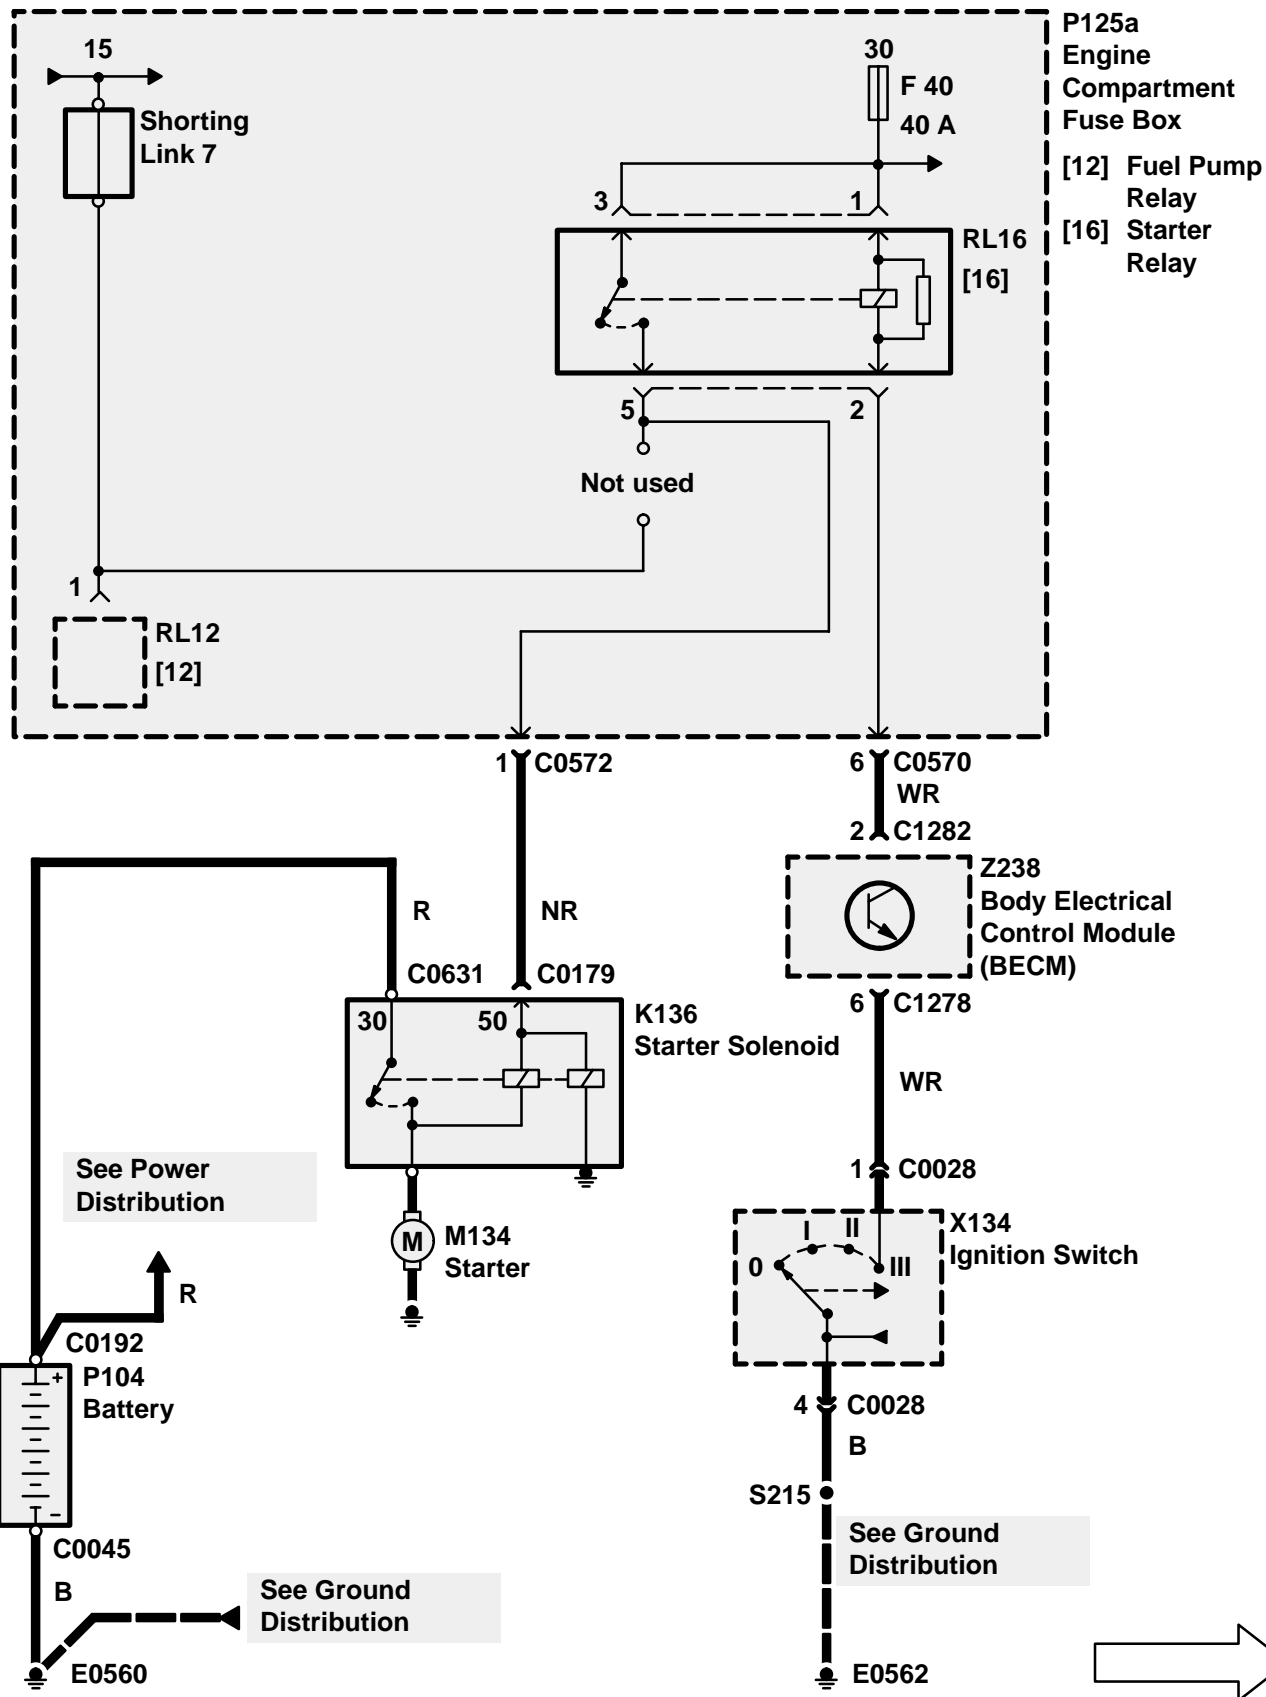 P125a
Engine
Compartment
Fuse Box
[12] Fuel Pump
Relay
[16] Starter
Relay
15
Shorting
Link 7
30
F 40
40 A
3
1
RL16
[16]
5
2
Not used
1
RL12
[12]
1 C0572
6 C0570
WR
2 C1282
Z238
Body Electrical
Control Module
(BECM)
R
NR
C0631
C0179
6 C1278
30
50
K136
Starter Solenoid
WR
See Power
Distribution
1 C0028
M
M134
Starter
X134
Ignition Switch
0
I
II
III
R
C0192
+
P104
Battery
−
4 C0028
B
S215
See Ground
Distribution
C0045
B
See Ground
Distribution
E0560
E0562